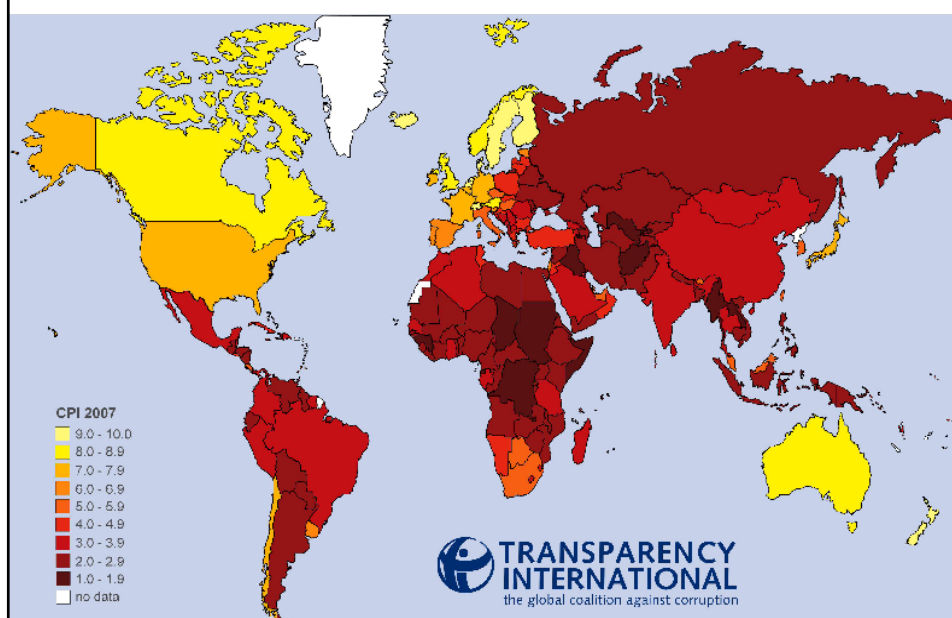 CPI 2007
9.0 - 10.0
8.0 - 8.9
7.0 - 7.9
6.0 - 6.9
5.0 - 5.9
4.0 - 4.9
3.0 - 3.9
2.0 - 2.9
1.0 - 1.9
no data
TRANSPARENCY
INTERNATIONAL
the global coalition against corruption